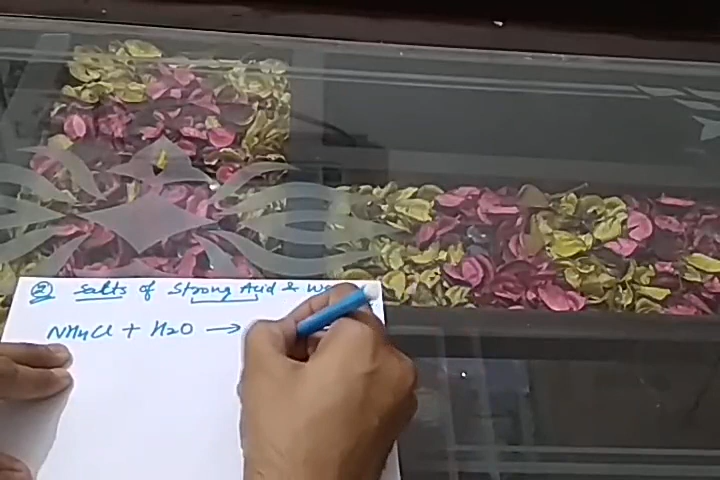 ② Salts of Strong Acid &
NH4Cl + H2O →